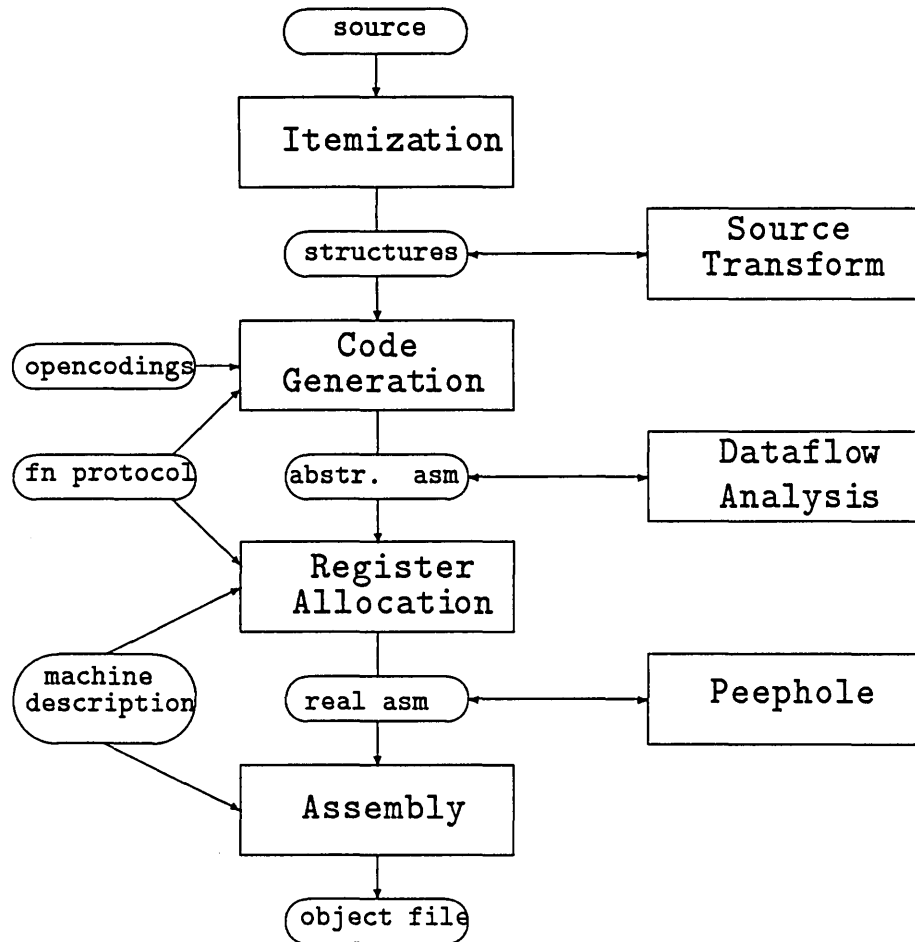 source
Itemization
structures
Source
Transform
Code
Generation
opencodings
fn protocol
abstr. asm
Dataflow
Analysis
Register
Allocation
machine
description
real asm
Peephole
Assembly
object file